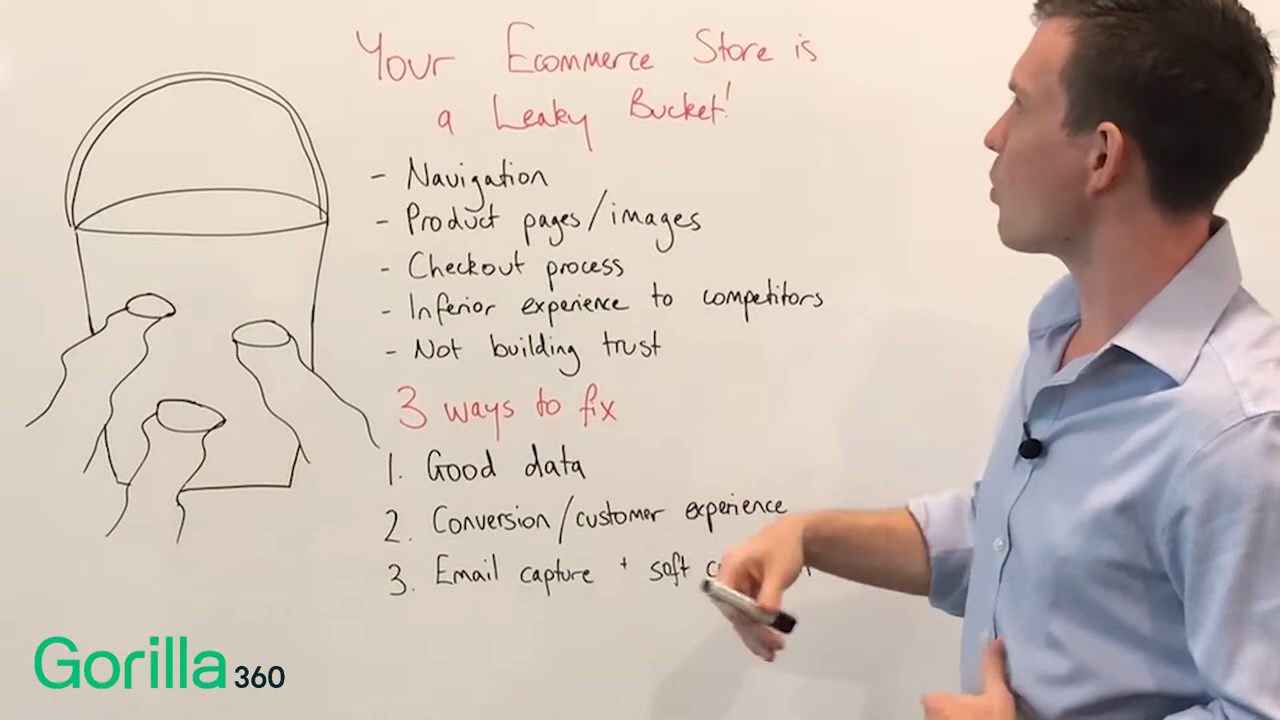 Your Ecommerce Store is
a Leaky Bucket!
- Navigation
- Product pages/images
- Checkout process
- Inferior experience to competitors
- Not building trust
3 ways to fix
1. Good data
2. Conversion/customer experience
3. Email capture + soft
Gorilla 360